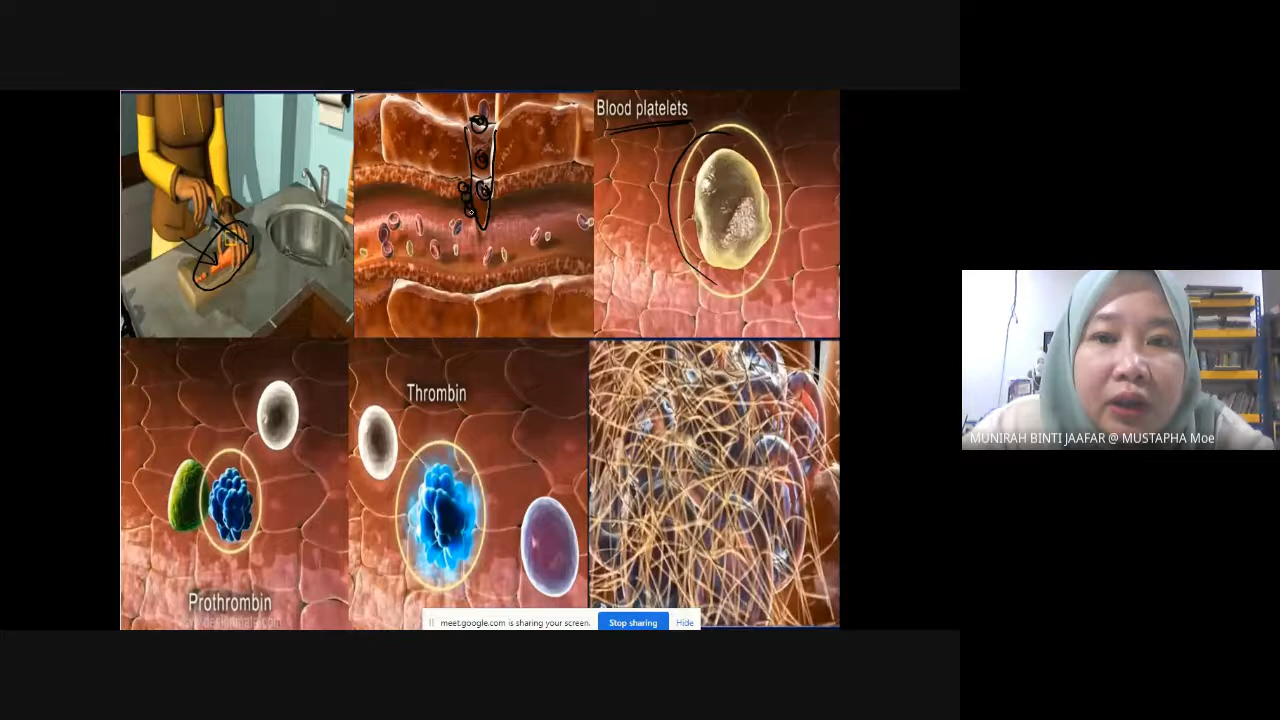 Blood platelets
Thrombin
Prothrombin
meet.google.com is sharing your screen.
Stop sharing
Hide
MUNIRAH BINTI JAAFAR @ MUSTAPHA Moe